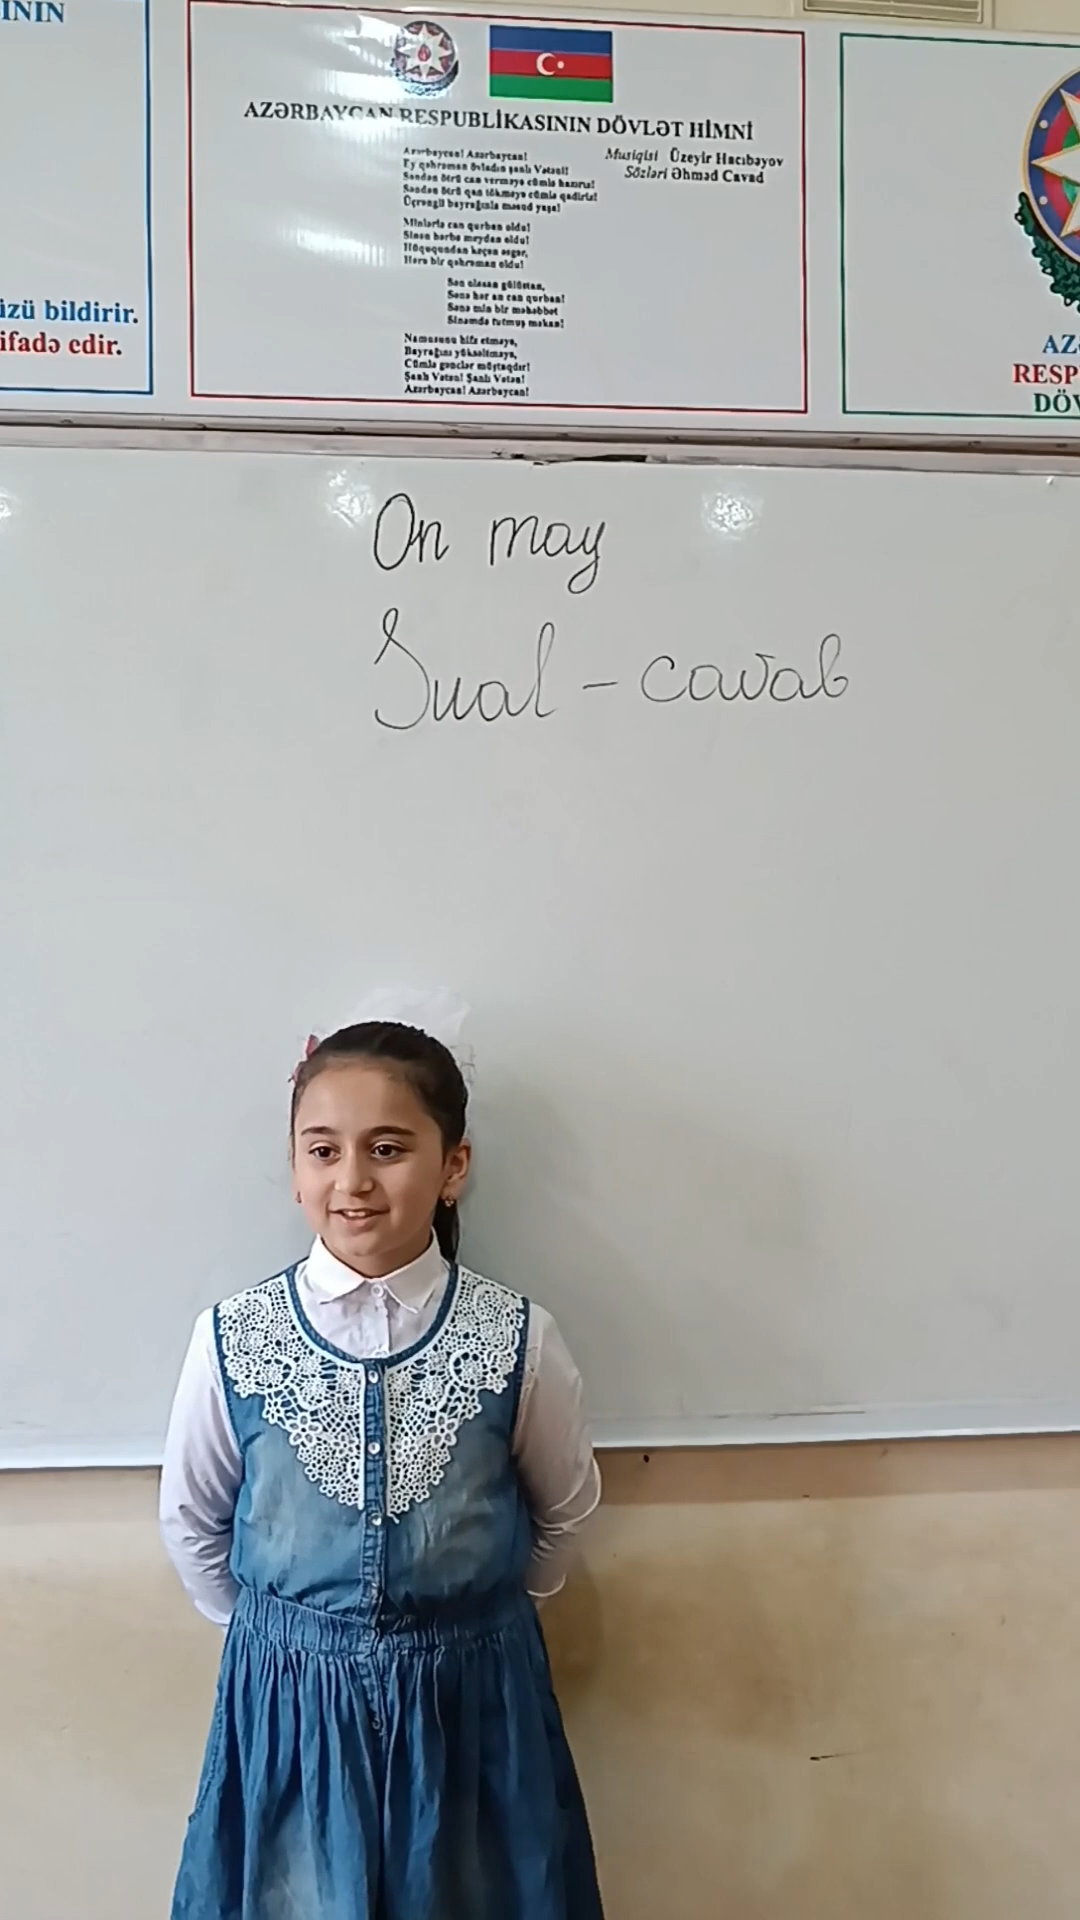 ININ
üzü bildirir.
ifadə edir.
AZƏRBAYCAN RESPUBLİKASININ DÖVLƏT HİMNİ
Musiqisi Üzeyir Hacıbəyov
Sözləri Əhməd Cavad
Azərbaycan! Azərbaycan!
Ey qəhrəman övladın şanlı Vətəni!
Səndən ötrü can verməyə cümlə hazırız!
Səndən ötrü qan tökməyə cümlə qadiriz!
Üçrəngli bayrağınla məsud yaşa!
Minlərlə can qurban oldu!
Sinən hərbə meydan oldu!
Hüququndan keçən əsgər,
Hərə bir qəhrəman oldu!
Sən olasan gülüstan,
Sənə hər an can qurban!
Sənə min bir məhəbbət
Sinəmdə tutmuş məkan!
Namusunu hifz etməyə,
Bayrağını yüksəltməyə,
Cümlə gənclər müştaqdır!
Şanlı Vətən! Şanlı Vətən!
Azərbaycan! Azərbaycan!
AZ
RESP
DÖV
On may
Sual - cavab